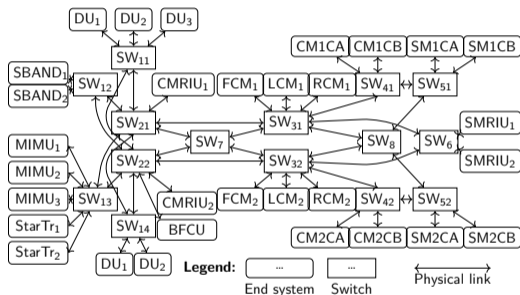 DU1 DU2 DU3
CM1CA CM1CB SM1CA SM1CB
SW11
SBAND1 SW12 CMRIU1 FCM1 LCM1 RCM1 SW41 SW51
SBAND2
SW21 SW31 SMRIU1
MIMU1 SW7 SW8 SW6
MIMU2 SW22 SW32 SMRIU2
MIMU3 SW13 CMRIU2 FCM2 LCM2 RCM2 SW42 SW52
StarTr1 SW14 BFCU
StarTr2 CM2CA CM2CB SM2CA SM2CB
DU1 DU2
Legend: ... ... Physical link
End system Switch